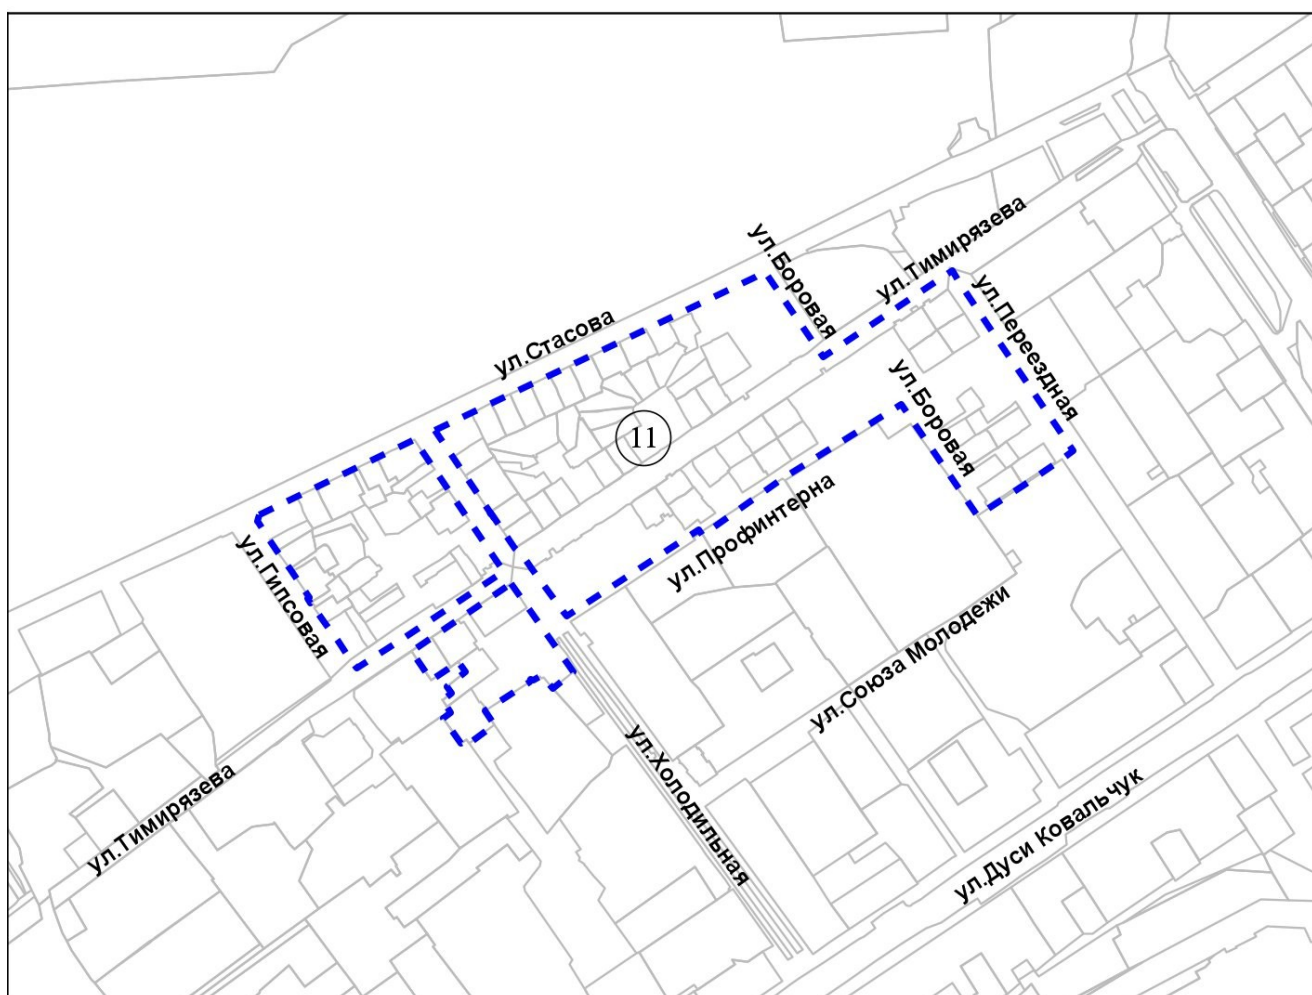 ул.Боровая
ул.Тимирязева
ул.Стасова
ул.Переездная
ул.Боровая
11
ул.Профинтерна
ул.Гипсовая
ул.Союза Молодежи
ул.Тимирязева
ул.Холодильная
ул.Дуси Ковальчук